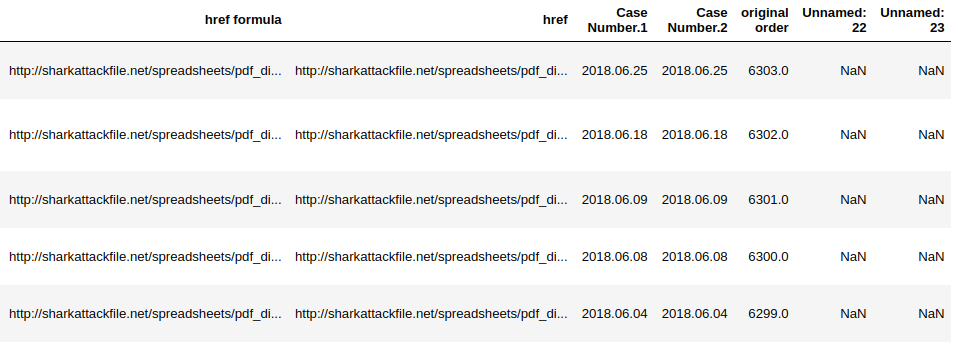 href formula href Case Number.1 Case Number.2 original order Unnamed: 22 Unnamed: 23
http://sharkattackfile.net/spreadsheets/pdf_di... http://sharkattackfile.net/spreadsheets/pdf_di... 2018.06.25 2018.06.25 6303.0 NaN NaN
http://sharkattackfile.net/spreadsheets/pdf_di... http://sharkattackfile.net/spreadsheets/pdf_di... 2018.06.18 2018.06.18 6302.0 NaN NaN
http://sharkattackfile.net/spreadsheets/pdf_di... http://sharkattackfile.net/spreadsheets/pdf_di... 2018.06.09 2018.06.09 6301.0 NaN NaN
http://sharkattackfile.net/spreadsheets/pdf_di... http://sharkattackfile.net/spreadsheets/pdf_di... 2018.06.08 2018.06.08 6300.0 NaN NaN
http://sharkattackfile.net/spreadsheets/pdf_di... http://sharkattackfile.net/spreadsheets/pdf_di... 2018.06.04 2018.06.04 6299.0 NaN NaN